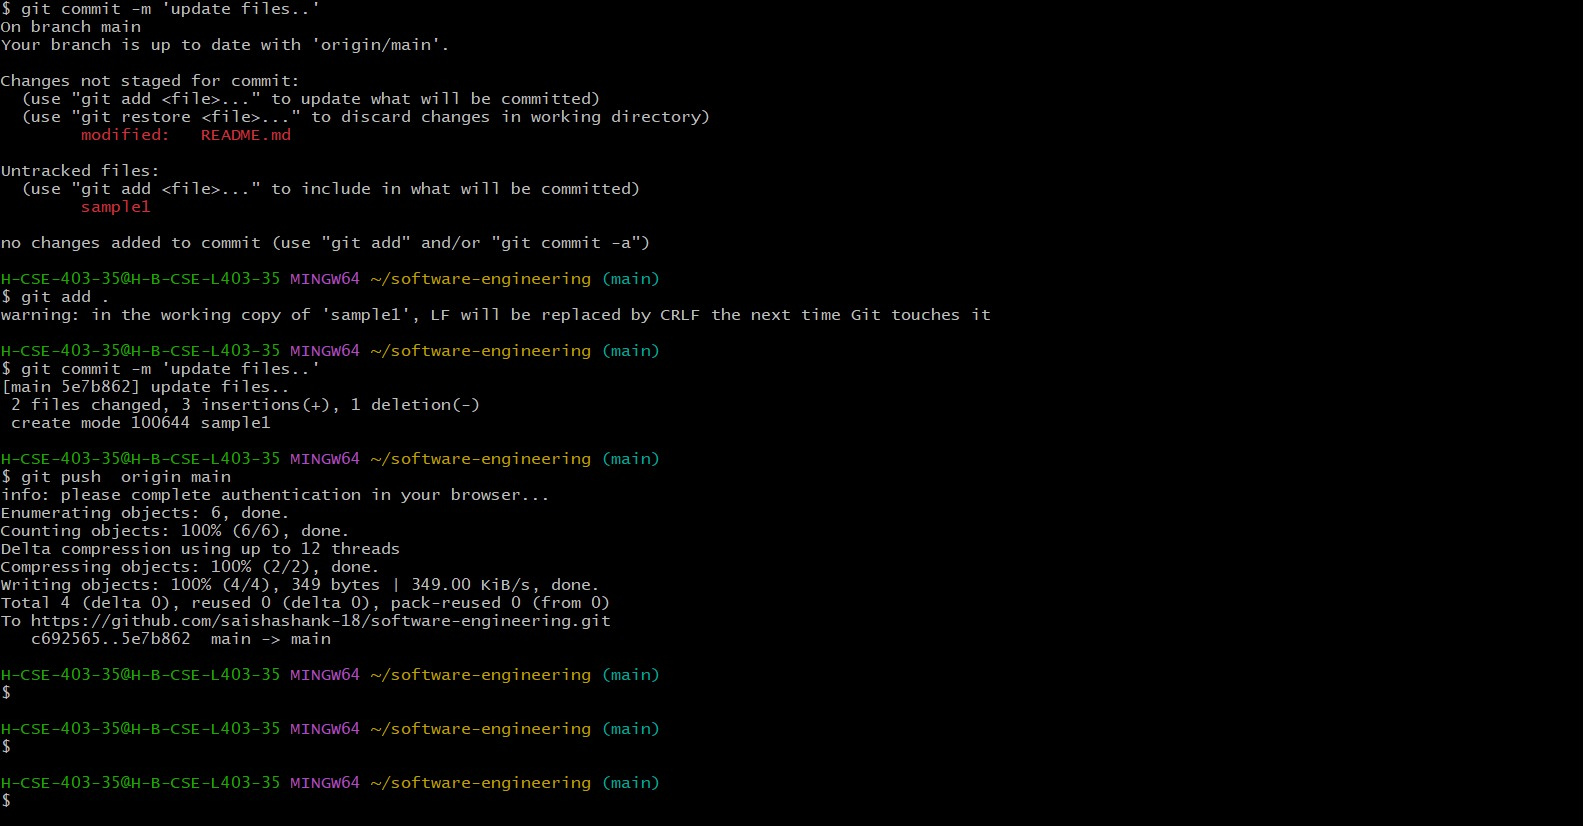 $ git commit -m 'update files..'
On branch main
Your branch is up to date with 'origin/main'.
Changes not staged for commit:
(use "git add <file>..." to update what will be committed)
(use "git restore <file>..." to discard changes in working directory)
modified:   README.md
Untracked files:
(use "git add <file>..." to include in what will be committed)
sample1
no changes added to commit (use "git add" and/or "git commit -a")
H-CSE-403-35@H-B-CSE-L403-35 MINGW64 ~/software-engineering (main)
$ git add .
warning: in the working copy of 'sample1', LF will be replaced by CRLF the next time Git touches it
H-CSE-403-35@H-B-CSE-L403-35 MINGW64 ~/software-engineering (main)
$ git commit -m 'update files..'
[main 5e7b862] update files..
2 files changed, 3 insertions(+), 1 deletion(-)
create mode 100644 sample1
H-CSE-403-35@H-B-CSE-L403-35 MINGW64 ~/software-engineering (main)
$ git push  origin main
info: please complete authentication in your browser...
Enumerating objects: 6, done.
Counting objects: 100% (6/6), done.
Delta compression using up to 12 threads
Compressing objects: 100% (2/2), done.
Writing objects: 100% (4/4), 349 bytes | 349.00 KiB/s, done.
Total 4 (delta 0), reused 0 (delta 0), pack-reused 0 (from 0)
To https://github.com/saishashank-18/software-engineering.git
c692565..5e7b862  main -> main
H-CSE-403-35@H-B-CSE-L403-35 MINGW64 ~/software-engineering (main)
$
H-CSE-403-35@H-B-CSE-L403-35 MINGW64 ~/software-engineering (main)
$
H-CSE-403-35@H-B-CSE-L403-35 MINGW64 ~/software-engineering (main)
$